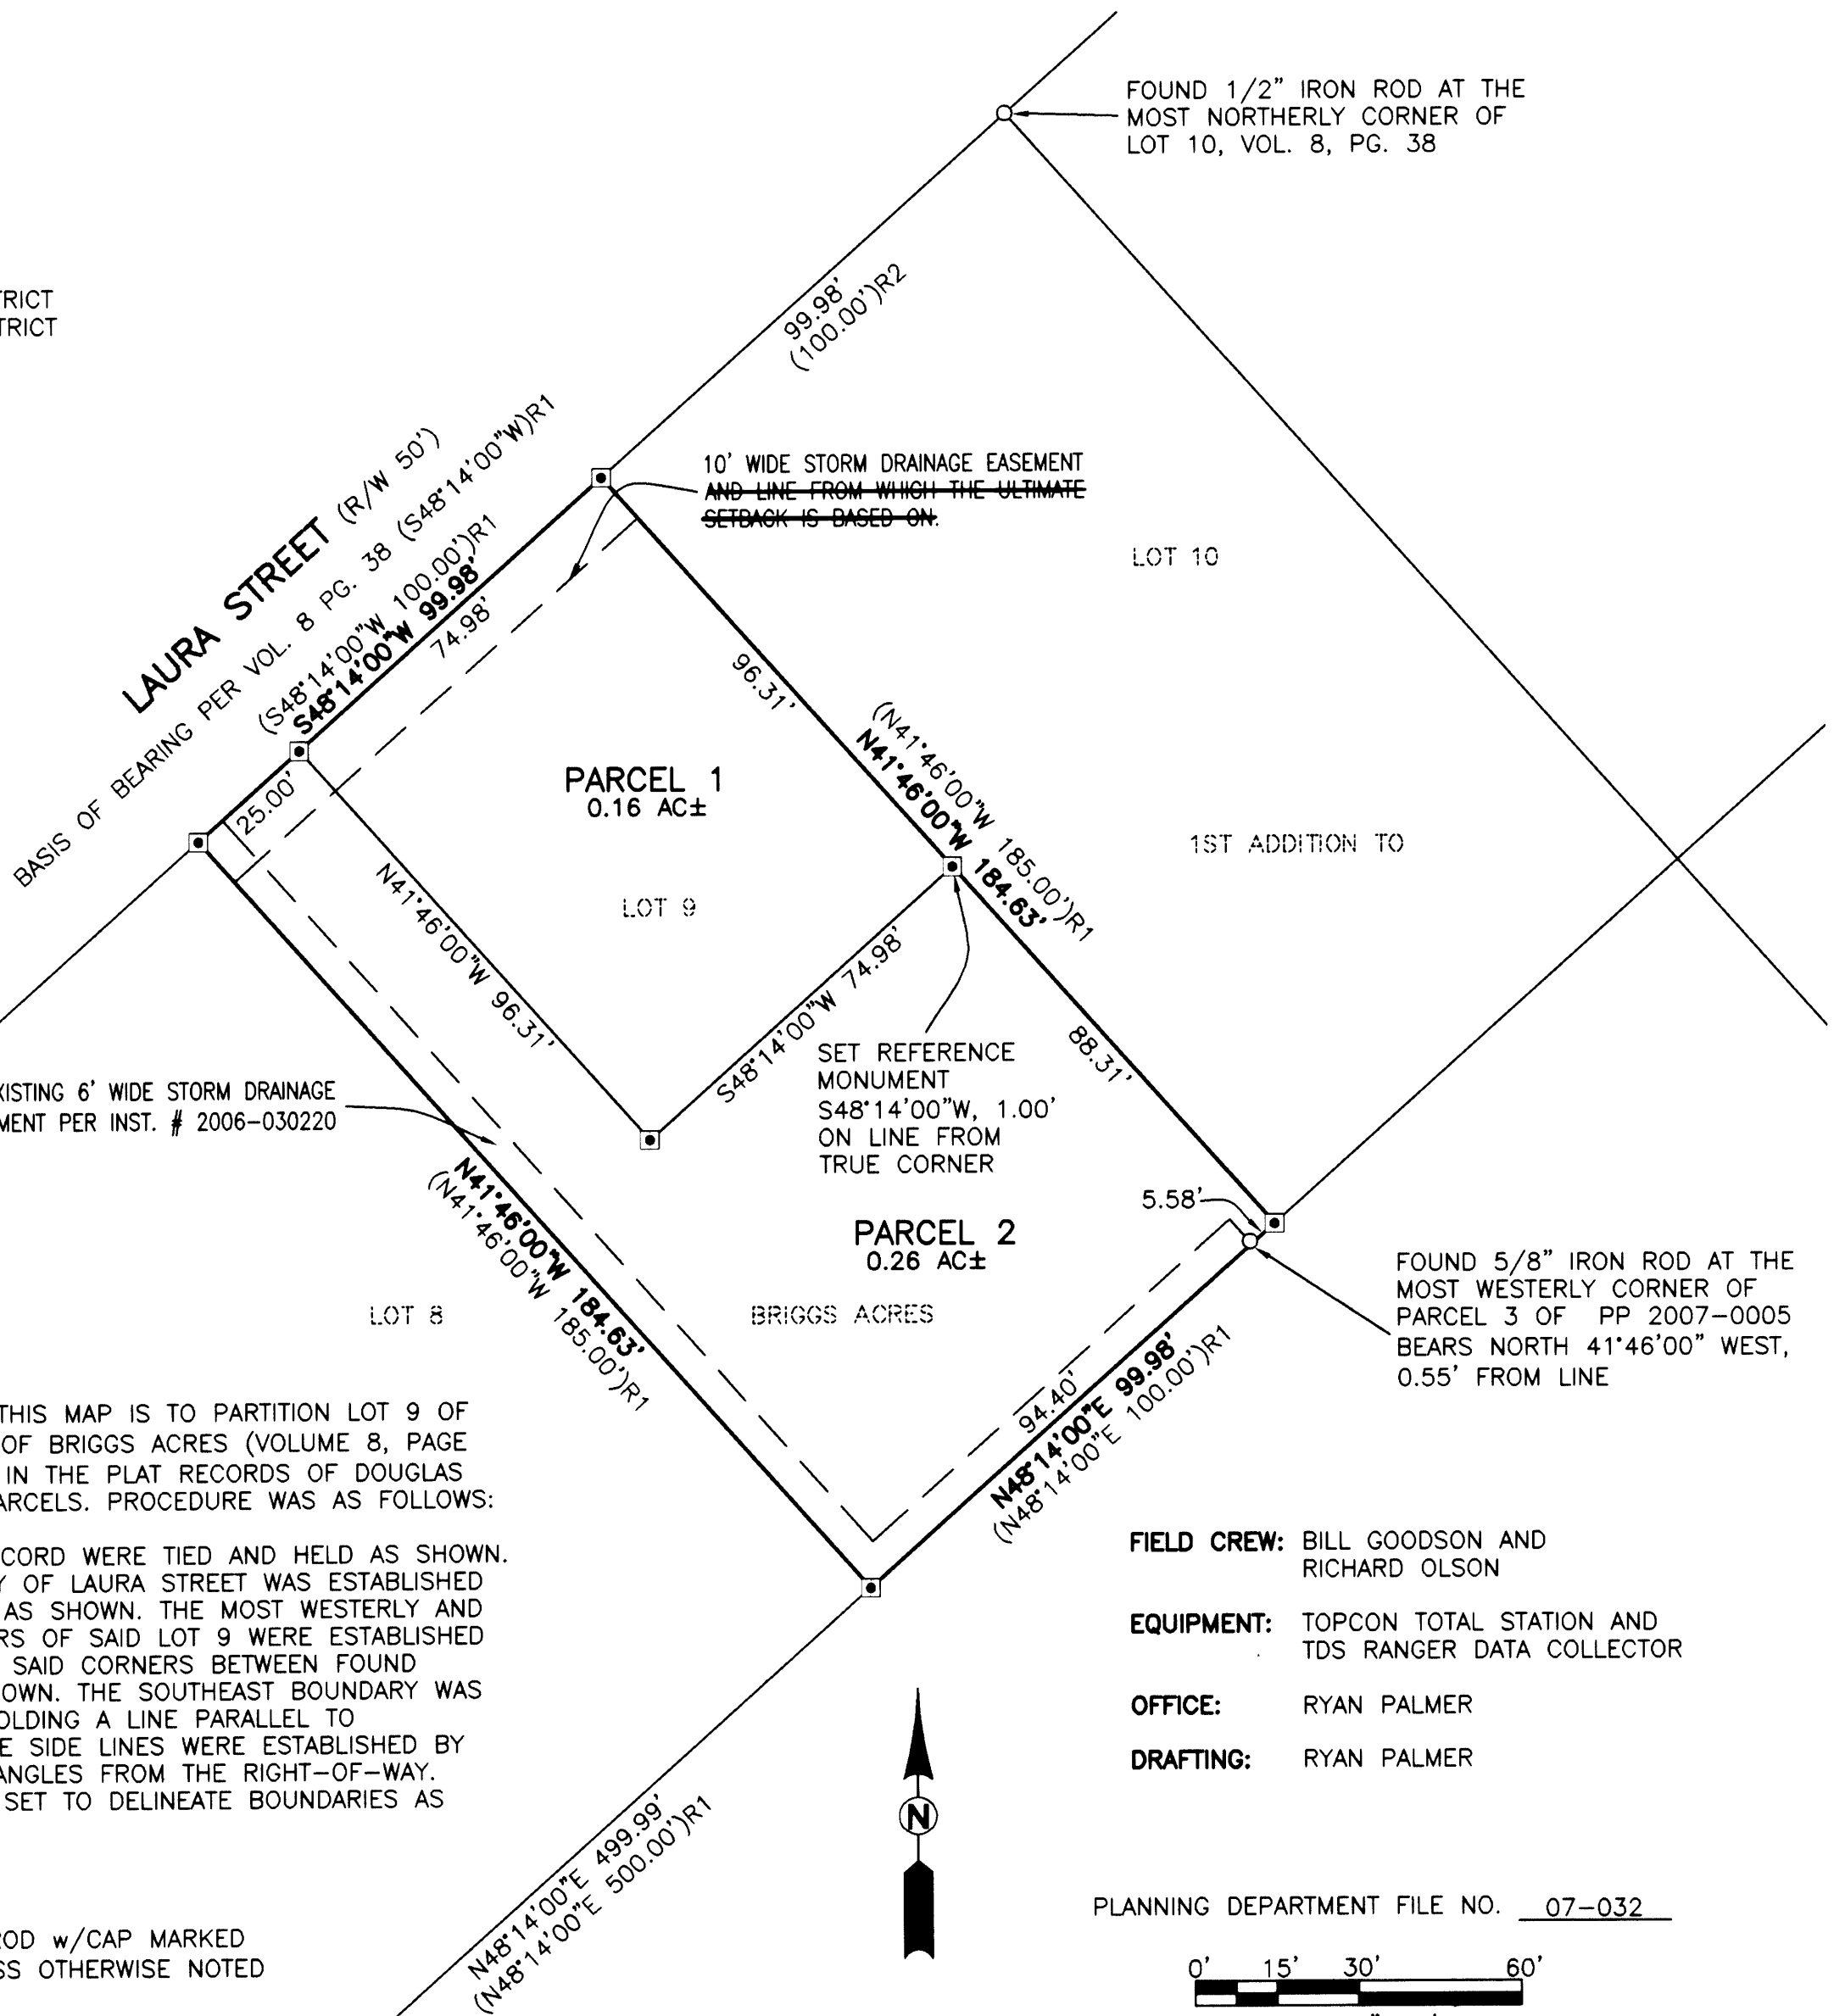 FOUND 1/2" IRON ROD AT THE
MOST NORTHERLY CORNER OF
LOT 10, VOL. 8, PG. 38
TRICT
TRICT
99.98'
(100.00')R2
LAURA STREET (R/W 50')
BASIS OF BEARING PER VOL. 8 PG. 38 (S48°14'00"W)R1
(S48°14'00"W 100.00')R1
S48°14'00"W 99.98'
74.98'
25.00'
10' WIDE STORM DRAINAGE EASEMENT
AND LINE FROM WHICH THE ULTIMATE
SETBACK IS BASED ON.
LOT 10
96.31'
(N41°46'00"W 185.00')R1
N41°46'00"W 184.63'
PARCEL 1
0.16 AC±
LOT 9
1ST ADDITION TO
N41°46'00"W 96.31'
S48°14'00"W 74.98'
88.31'
SET REFERENCE
MONUMENT
S48°14'00"W, 1.00'
ON LINE FROM
TRUE CORNER
XISTING 6' WIDE STORM DRAINAGE
MENT PER INST. # 2006-030220
N41°46'00"W 184.63'
(N41°46'00"W 185.00')R1
5.58'
PARCEL 2
0.26 AC±
LOT 8
BRIGGS ACRES
FOUND 5/8" IRON ROD AT THE
MOST WESTERLY CORNER OF
PARCEL 3 OF PP 2007-0005
BEARS NORTH 41°46'00" WEST,
0.55' FROM LINE
94.40'
N48°14'00"E 99.98'
(N48°14'00"E 100.00')R1
THIS MAP IS TO PARTITION LOT 9 OF
OF BRIGGS ACRES (VOLUME 8, PAGE
IN THE PLAT RECORDS OF DOUGLAS
ARCELS. PROCEDURE WAS AS FOLLOWS:
CORD WERE TIED AND HELD AS SHOWN.
Y OF LAURA STREET WAS ESTABLISHED
AS SHOWN. THE MOST WESTERLY AND
RS OF SAID LOT 9 WERE ESTABLISHED
SAID CORNERS BETWEEN FOUND
OWN. THE SOUTHEAST BOUNDARY WAS
OLDING A LINE PARALLEL TO
E SIDE LINES WERE ESTABLISHED BY
ANGLES FROM THE RIGHT-OF-WAY.
SET TO DELINEATE BOUNDARIES AS
FIELD CREW: BILL GOODSON AND
RICHARD OLSON
EQUIPMENT: TOPCON TOTAL STATION AND
TDS RANGER DATA COLLECTOR
OFFICE: RYAN PALMER
DRAFTING: RYAN PALMER
N
N48°14'00"E 499.99'
(N48°14'00"E 500.00')R1
ROD w/CAP MARKED
SS OTHERWISE NOTED
PLANNING DEPARTMENT FILE NO. 07-032
0' 15' 30' 60'